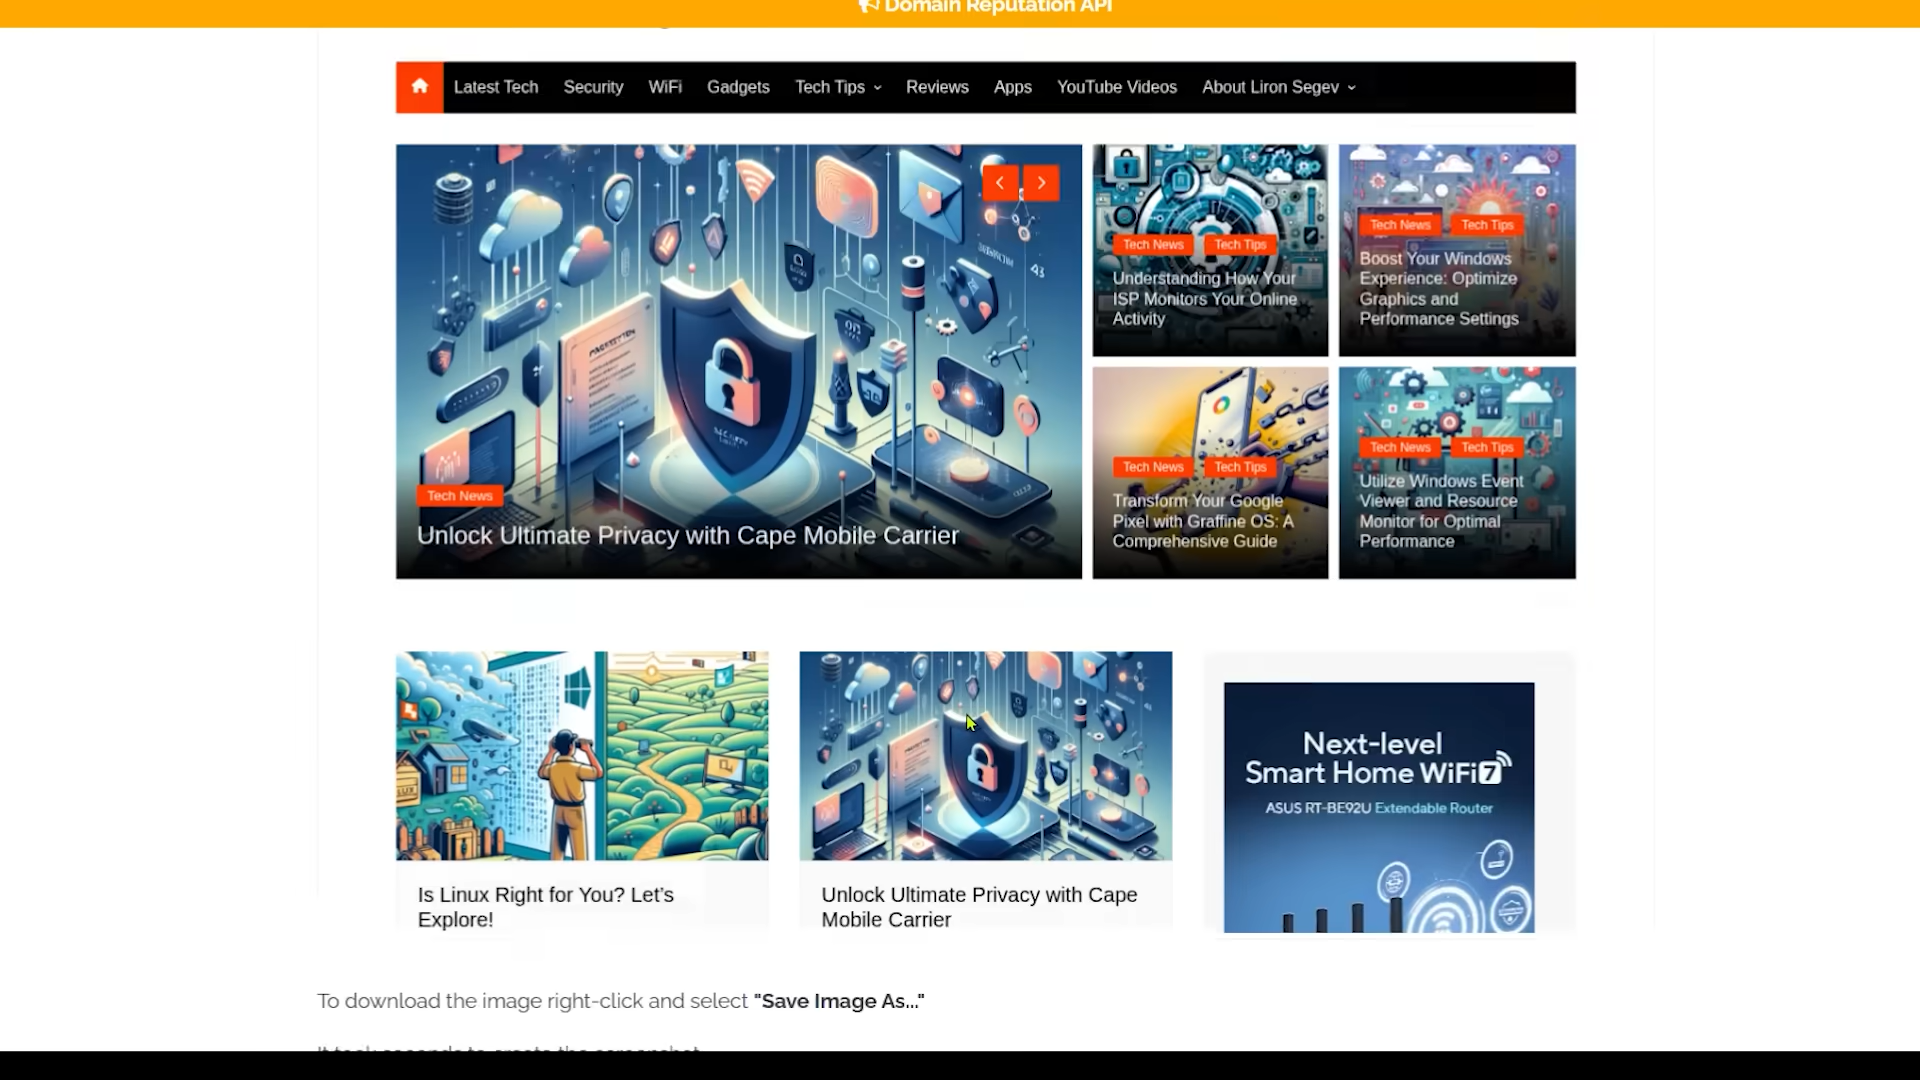 Domain Reputation API
Latest Tech Security WiFi Gadgets Tech Tips Reviews Apps YouTube Videos About Liron Segev
Tech News
Unlock Ultimate Privacy with Cape Mobile Carrier
Tech News Tech Tips
Understanding How Your
ISP Monitors Your Online
Activity
Tech News Tech Tips
Boost Your Windows
Experience: Optimize
Graphics and
Performance Settings
Tech News Tech Tips
Transform Your Google
Pixel with Graffine OS: A
Comprehensive Guide
Tech News Tech Tips
Utilize Windows Event
Viewer and Resource
Monitor for Optimal
Performance
Is Linux Right for You? Let's
Explore!
Unlock Ultimate Privacy with Cape
Mobile Carrier
Next-level
Smart Home WiFi 7
ASUS RT-BE92U Extendable Router
To download the image right-click and select "Save Image As..."